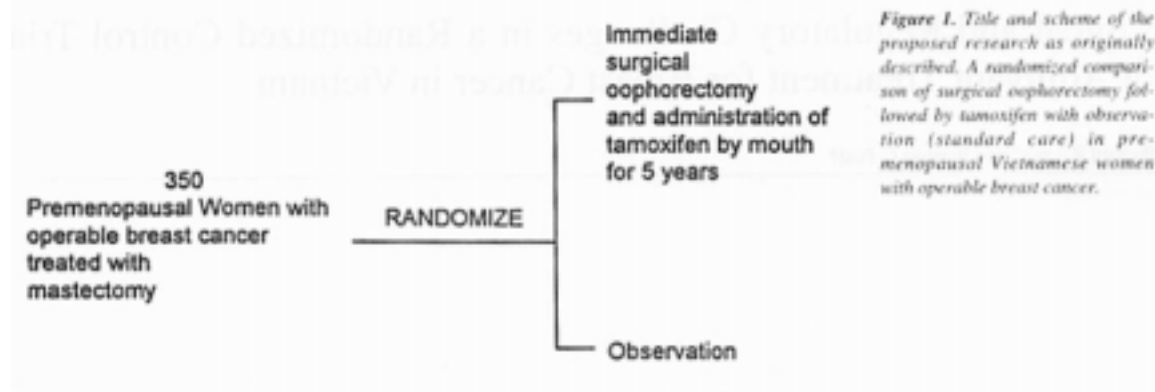 Immediate
surgical
oophorectomy
and administration of
tamoxifen by mouth
for 5 years
350
Premenopausal Women with
operable breast cancer
treated with
mastectomy
RANDOMIZE
Observation
Figure 1. Title and scheme of the
proposed research as originally
described. A randomized compari-
son of surgical oophorectomy fol-
lowed by tamoxifen with observa-
tion (standard care) in pre-
menopausal Vietnamese women
with operable breast cancer.